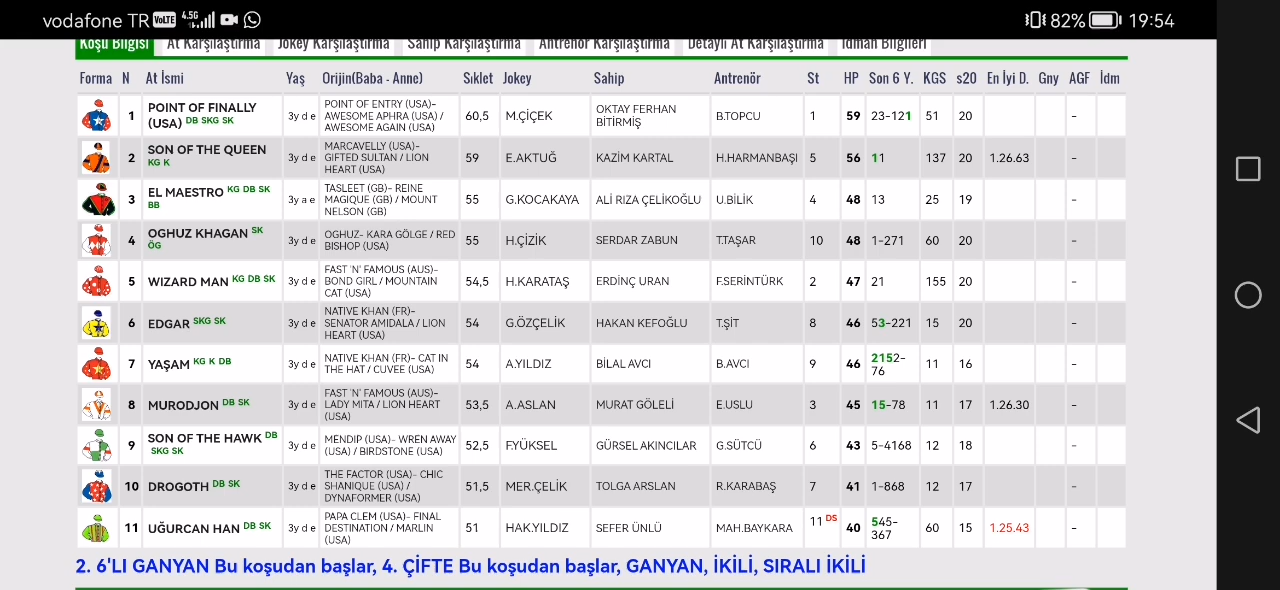 vodafone TR VoLTE 4.5G 82% 19:54
Koşu Bilgisi At Karşılaştırma Jokey Karşılaştırma Sahip Karşılaştırma Antrenör Karşılaştırma Detaylı At Karşılaştırma İdman Bilgileri
Forma N At İsmi Yaş Orijin(Baba - Anne) Sıklet Jokey Sahip Antrenör St HP Son 6 Y. KGS s20 En İyi D. Gny AGF İdm
1 POINT OF FINALLY (USA) DB SKG SK 3y d e POINT OF ENTRY (USA)- AWESOME APHRA (USA) / AWESOME AGAIN (USA) 60,5 M.ÇİÇEK OKTAY FERHAN BİTİRMİŞ B.TOPCU 1 59 23-121 51 20 -
2 SON OF THE QUEEN KG K 3y d e MARCAVELLY (USA)- GIFTED SULTAN / LION HEART (USA) 59 E.AKTUĞ KAZİM KARTAL H.HARMANBAŞI 5 56 11 137 20 1.26.63 -
3 EL MAESTRO KG DB SK BB 3y a e TASLEET (GB)- REINE MAGIQUE (GB) / MOUNT NELSON (GB) 55 G.KOCAKAYA ALİ RIZA ÇELİKOĞLU U.BİLİK 4 48 13 25 19 -
4 OGHUZ KHAGAN SK ÖG 3y d e OGHUZ- KARA GÖLGE / RED BISHOP (USA) 55 H.ÇİZİK SERDAR ZABUN T.TAŞAR 10 48 1-271 60 20 -
5 WIZARD MAN KG DB SK 3y d e FAST 'N' FAMOUS (AUS)- BOND GIRL / MOUNTAIN CAT (USA) 54,5 H.KARATAŞ ERDİNÇ URAN F.SERİNTÜRK 2 47 21 155 20 -
6 EDGAR SKG SK 3y d e NATIVE KHAN (FR)- SENATOR AMIDALA / LION HEART (USA) 54 G.ÖZÇELİK HAKAN KEFOĞLU T.ŞİT 8 46 53-221 15 20 -
7 YAŞAM KG K DB 3y d e NATIVE KHAN (FR)- CAT IN THE HAT / CUVEE (USA) 54 A.YILDIZ BİLAL AVCI B.AVCI 9 46 2152-76 11 16 -
8 MURODJON DB SK 3y d e FAST 'N' FAMOUS (AUS)- LADY MITA / LION HEART (USA) 53,5 A.ASLAN MURAT GÖLELİ E.USLU 3 45 15-78 11 17 1.26.30 -
9 SON OF THE HAWK DB SKG SK 3y d e MENDIP (USA)- WREN AWAY (USA) / BIRDSTONE (USA) 52,5 F.YÜKSEL GÜRSEL AKINCILAR G.SÜTCÜ 6 43 5-4168 12 18 -
10 DROGOTH DB SK 3y d e THE FACTOR (USA)- CHIC SHANIQUE (USA) / DYNAFORMER (USA) 51,5 MER.ÇELİK TOLGA ARSLAN R.KARABAŞ 7 41 1-868 12 17 -
11 UĞURCAN HAN DB SK 3y d e PAPA CLEM (USA)- FINAL DESTINATION / MARLIN (USA) 51 HAK.YILDIZ SEFER ÜNLÜ MAH.BAYKARA 11 DS 40 545-367 60 15 1.25.43 -
2. 6'LI GANYAN Bu koşudan başlar, 4. ÇİFTE Bu koşudan başlar, GANYAN, İKİLİ, SIRALI İKİLİ